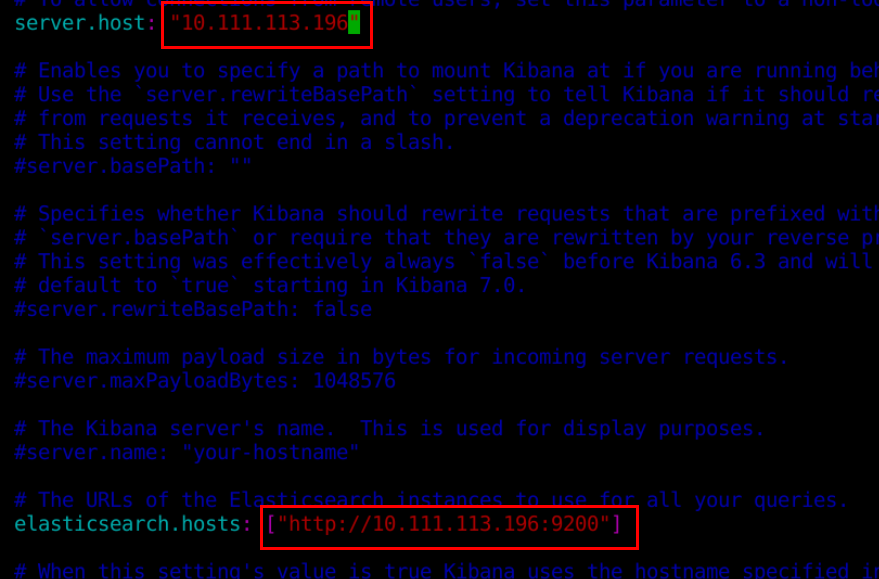 # To allow connections from remote users, set this parameter to a non-loo
server.host: "10.111.113.196"
# Enables you to specify a path to mount Kibana at if you are running beh
# Use the `server.rewriteBasePath` setting to tell Kibana if it should re
# from requests it receives, and to prevent a deprecation warning at star
# This setting cannot end in a slash.
#server.basePath: ""
# Specifies whether Kibana should rewrite requests that are prefixed with
# `server.basePath` or require that they are rewritten by your reverse pr
# This setting was effectively always `false` before Kibana 6.3 and will
# default to `true` starting in Kibana 7.0.
#server.rewriteBasePath: false
# The maximum payload size in bytes for incoming server requests.
#server.maxPayloadBytes: 1048576
# The Kibana server's name.  This is used for display purposes.
#server.name: "your-hostname"
# The URLs of the Elasticsearch instances to use for all your queries.
elasticsearch.hosts: ["http://10.111.113.196:9200"]
# When this setting's value is true Kibana uses the hostname specified in